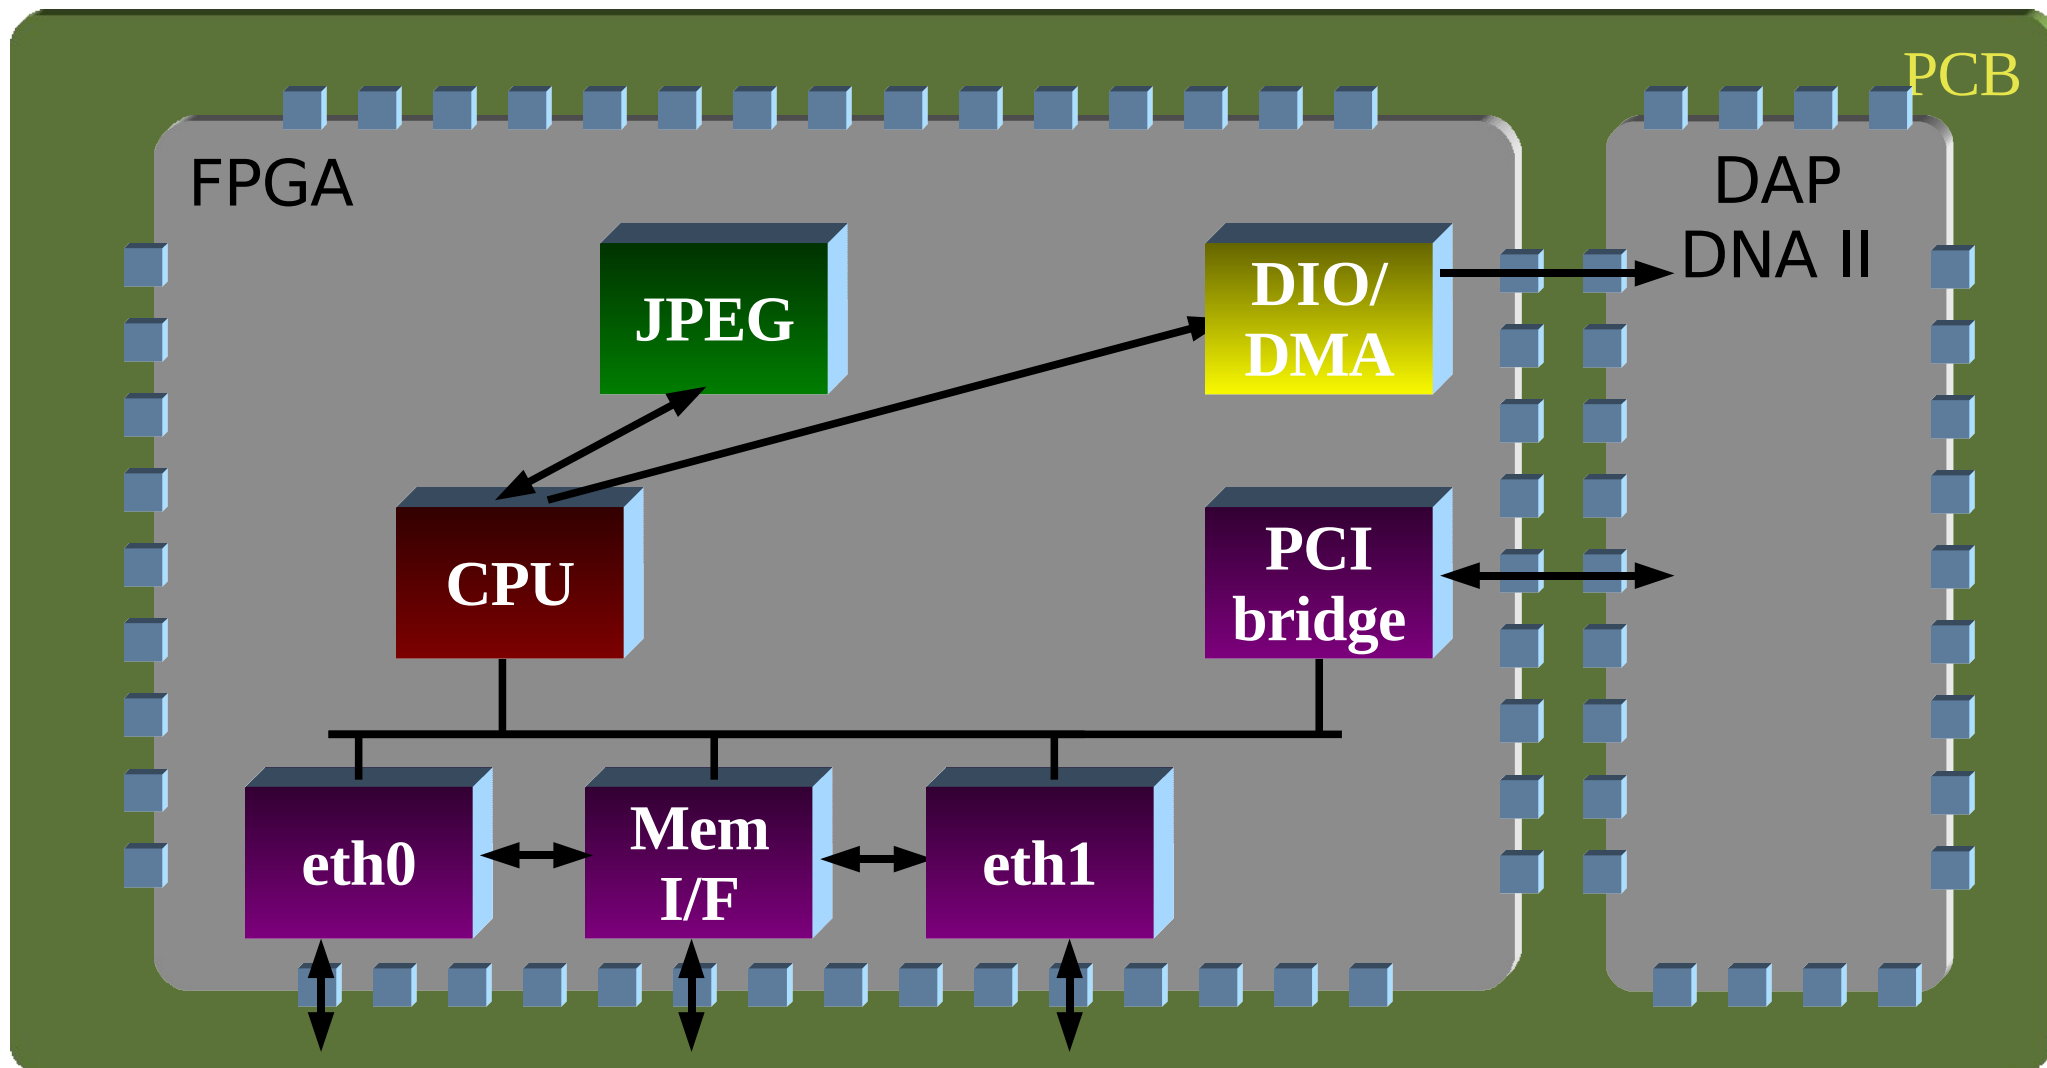 PCB
FPGA
DAP
DNA II
JPEG
DIO/
DMA
CPU
PCI
bridge
eth0
Mem
I/F
eth1